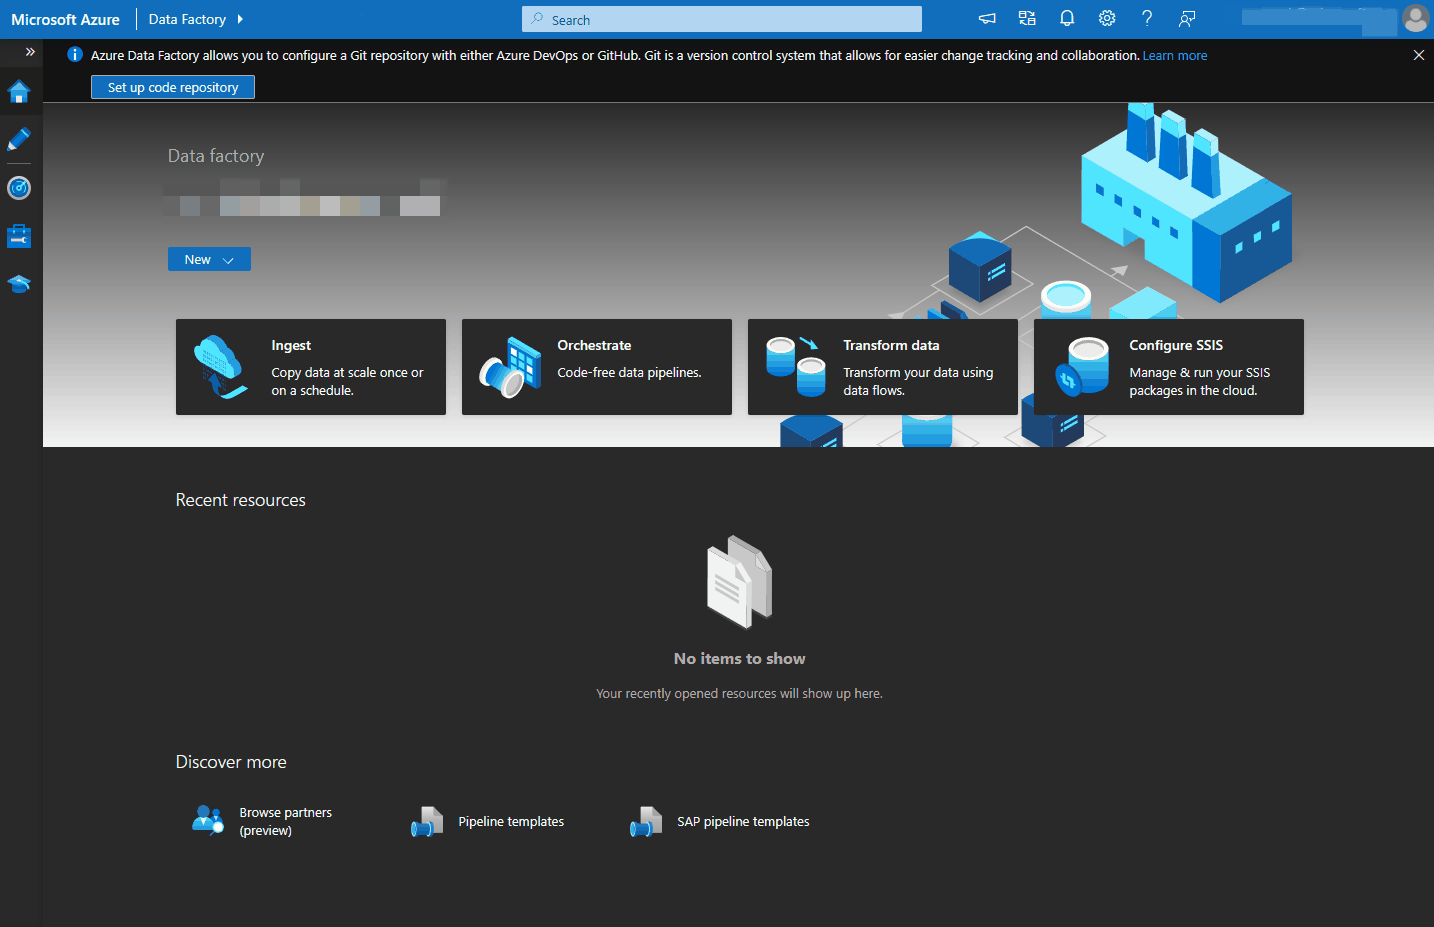 Microsoft Azure
Data Factory
Search
Azure Data Factory allows you to configure a Git repository with either Azure DevOps or GitHub. Git is a version control system that allows for easier change tracking and collaboration. Learn more
Set up code repository
Data factory
New
Ingest
Copy data at scale once or
on a schedule.
Orchestrate
Code-free data pipelines.
Transform data
Transform your data using
data flows.
Configure SSIS
Manage & run your SSIS
packages in the cloud.
Recent resources
No items to show
Your recently opened resources will show up here.
Discover more
Browse partners
(preview)
Pipeline templates
SAP pipeline templates